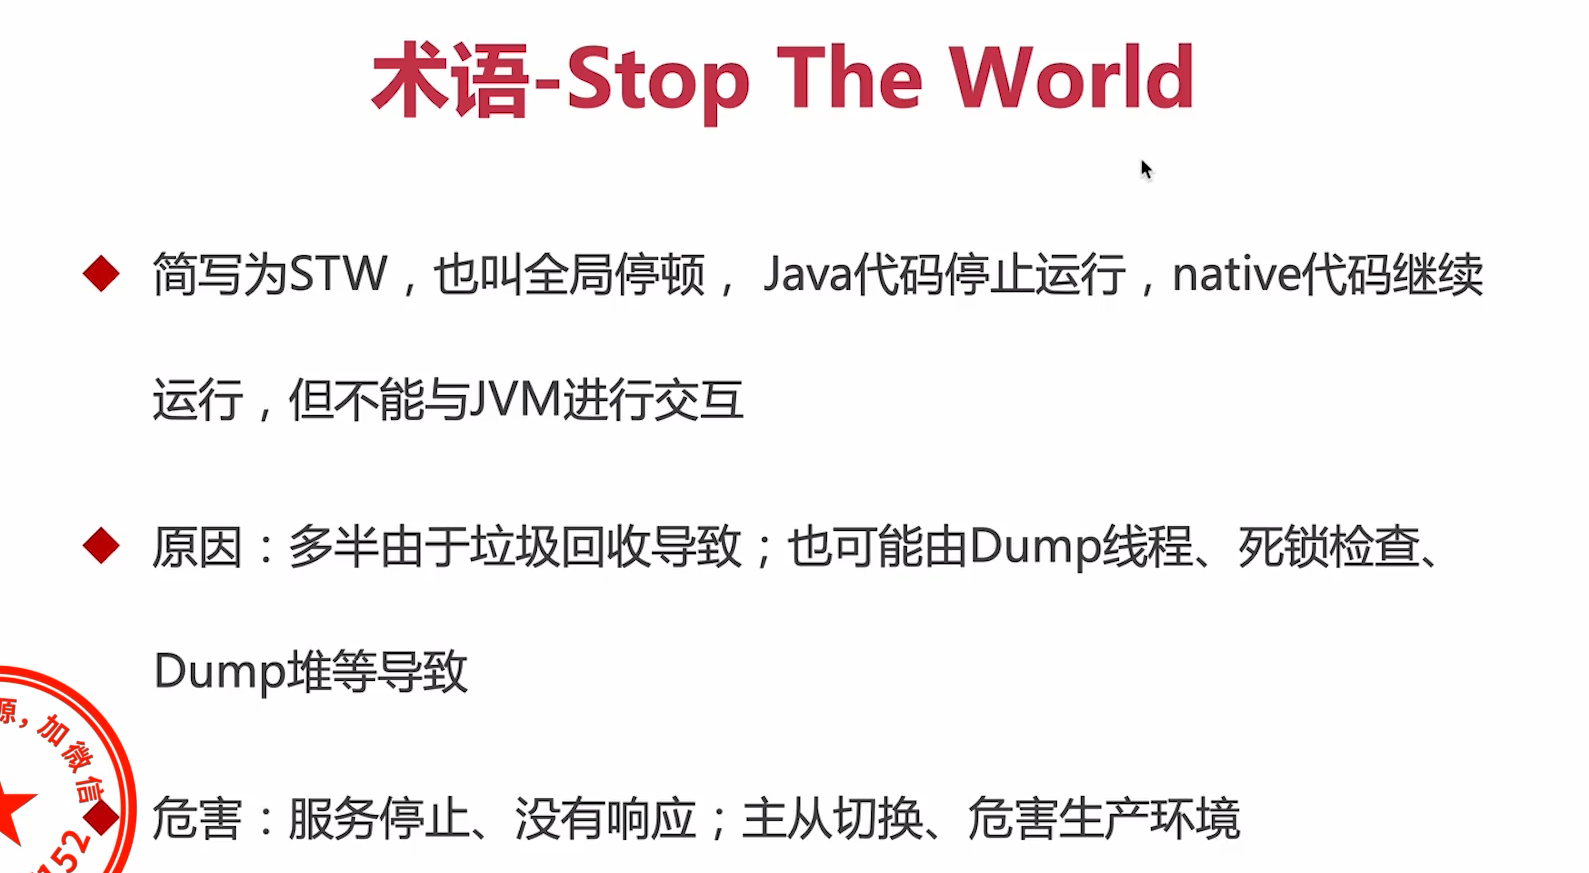 术语-Stop The World
简写为STW，也叫全局停顿， Java代码停止运行，native代码继续
运行，但不能与JVM进行交互
原因：多半由于垃圾回收导致；也可能由Dump线程、死锁检查、
Dump堆等导致
危害：服务停止、没有响应；主从切换、危害生产环境
源，加微信
152